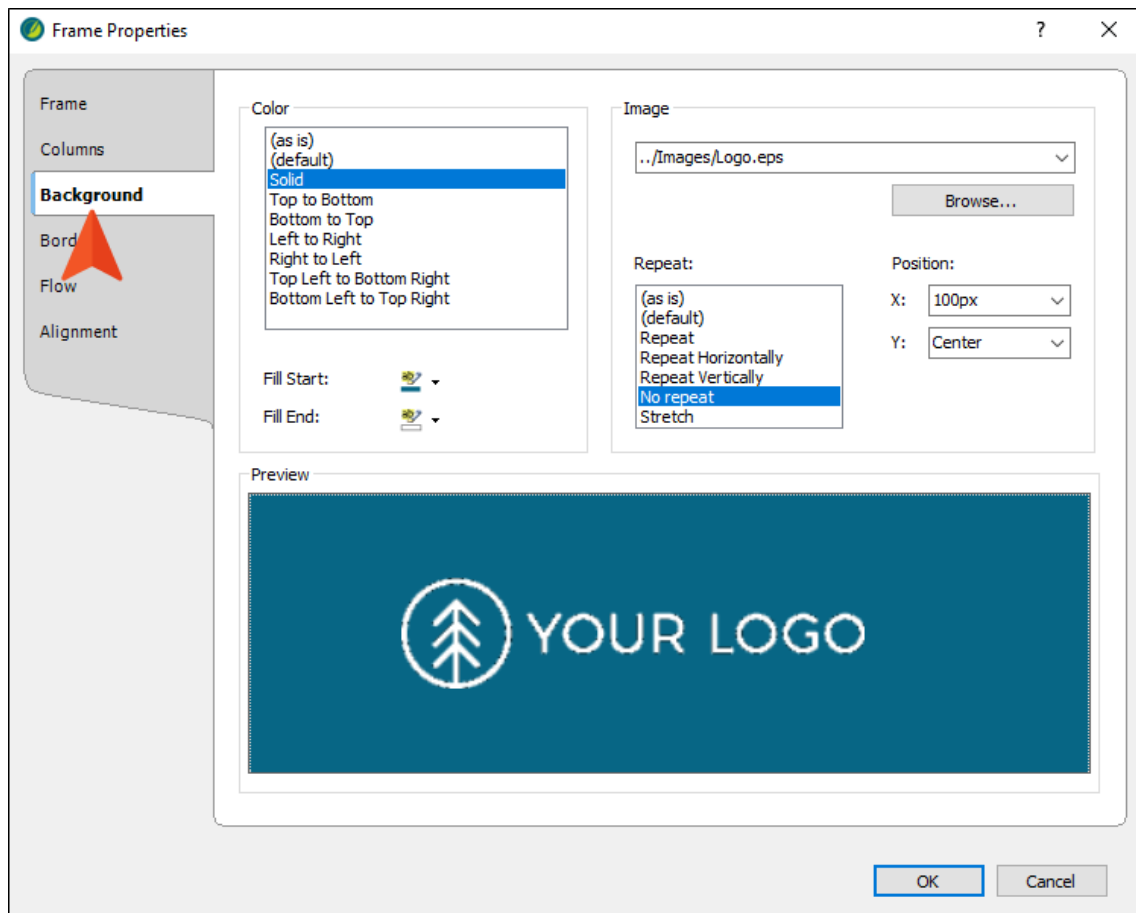 Frame Properties
?
Frame
Columns
Background
Bord
Flow
Alignment
Color
(as is)
(default)
Solid
Top to Bottom
Bottom to Top
Left to Right
Right to Left
Top Left to Bottom Right
Bottom Left to Top Right
Fill Start:
Fill End:
Image
../Images/Logo.eps
Browse...
Repeat:
(as is)
(default)
Repeat
Repeat Horizontally
Repeat Vertically
No repeat
Stretch
Position:
X: 100px
Y: Center
Preview
YOUR LOGO
OK
Cancel